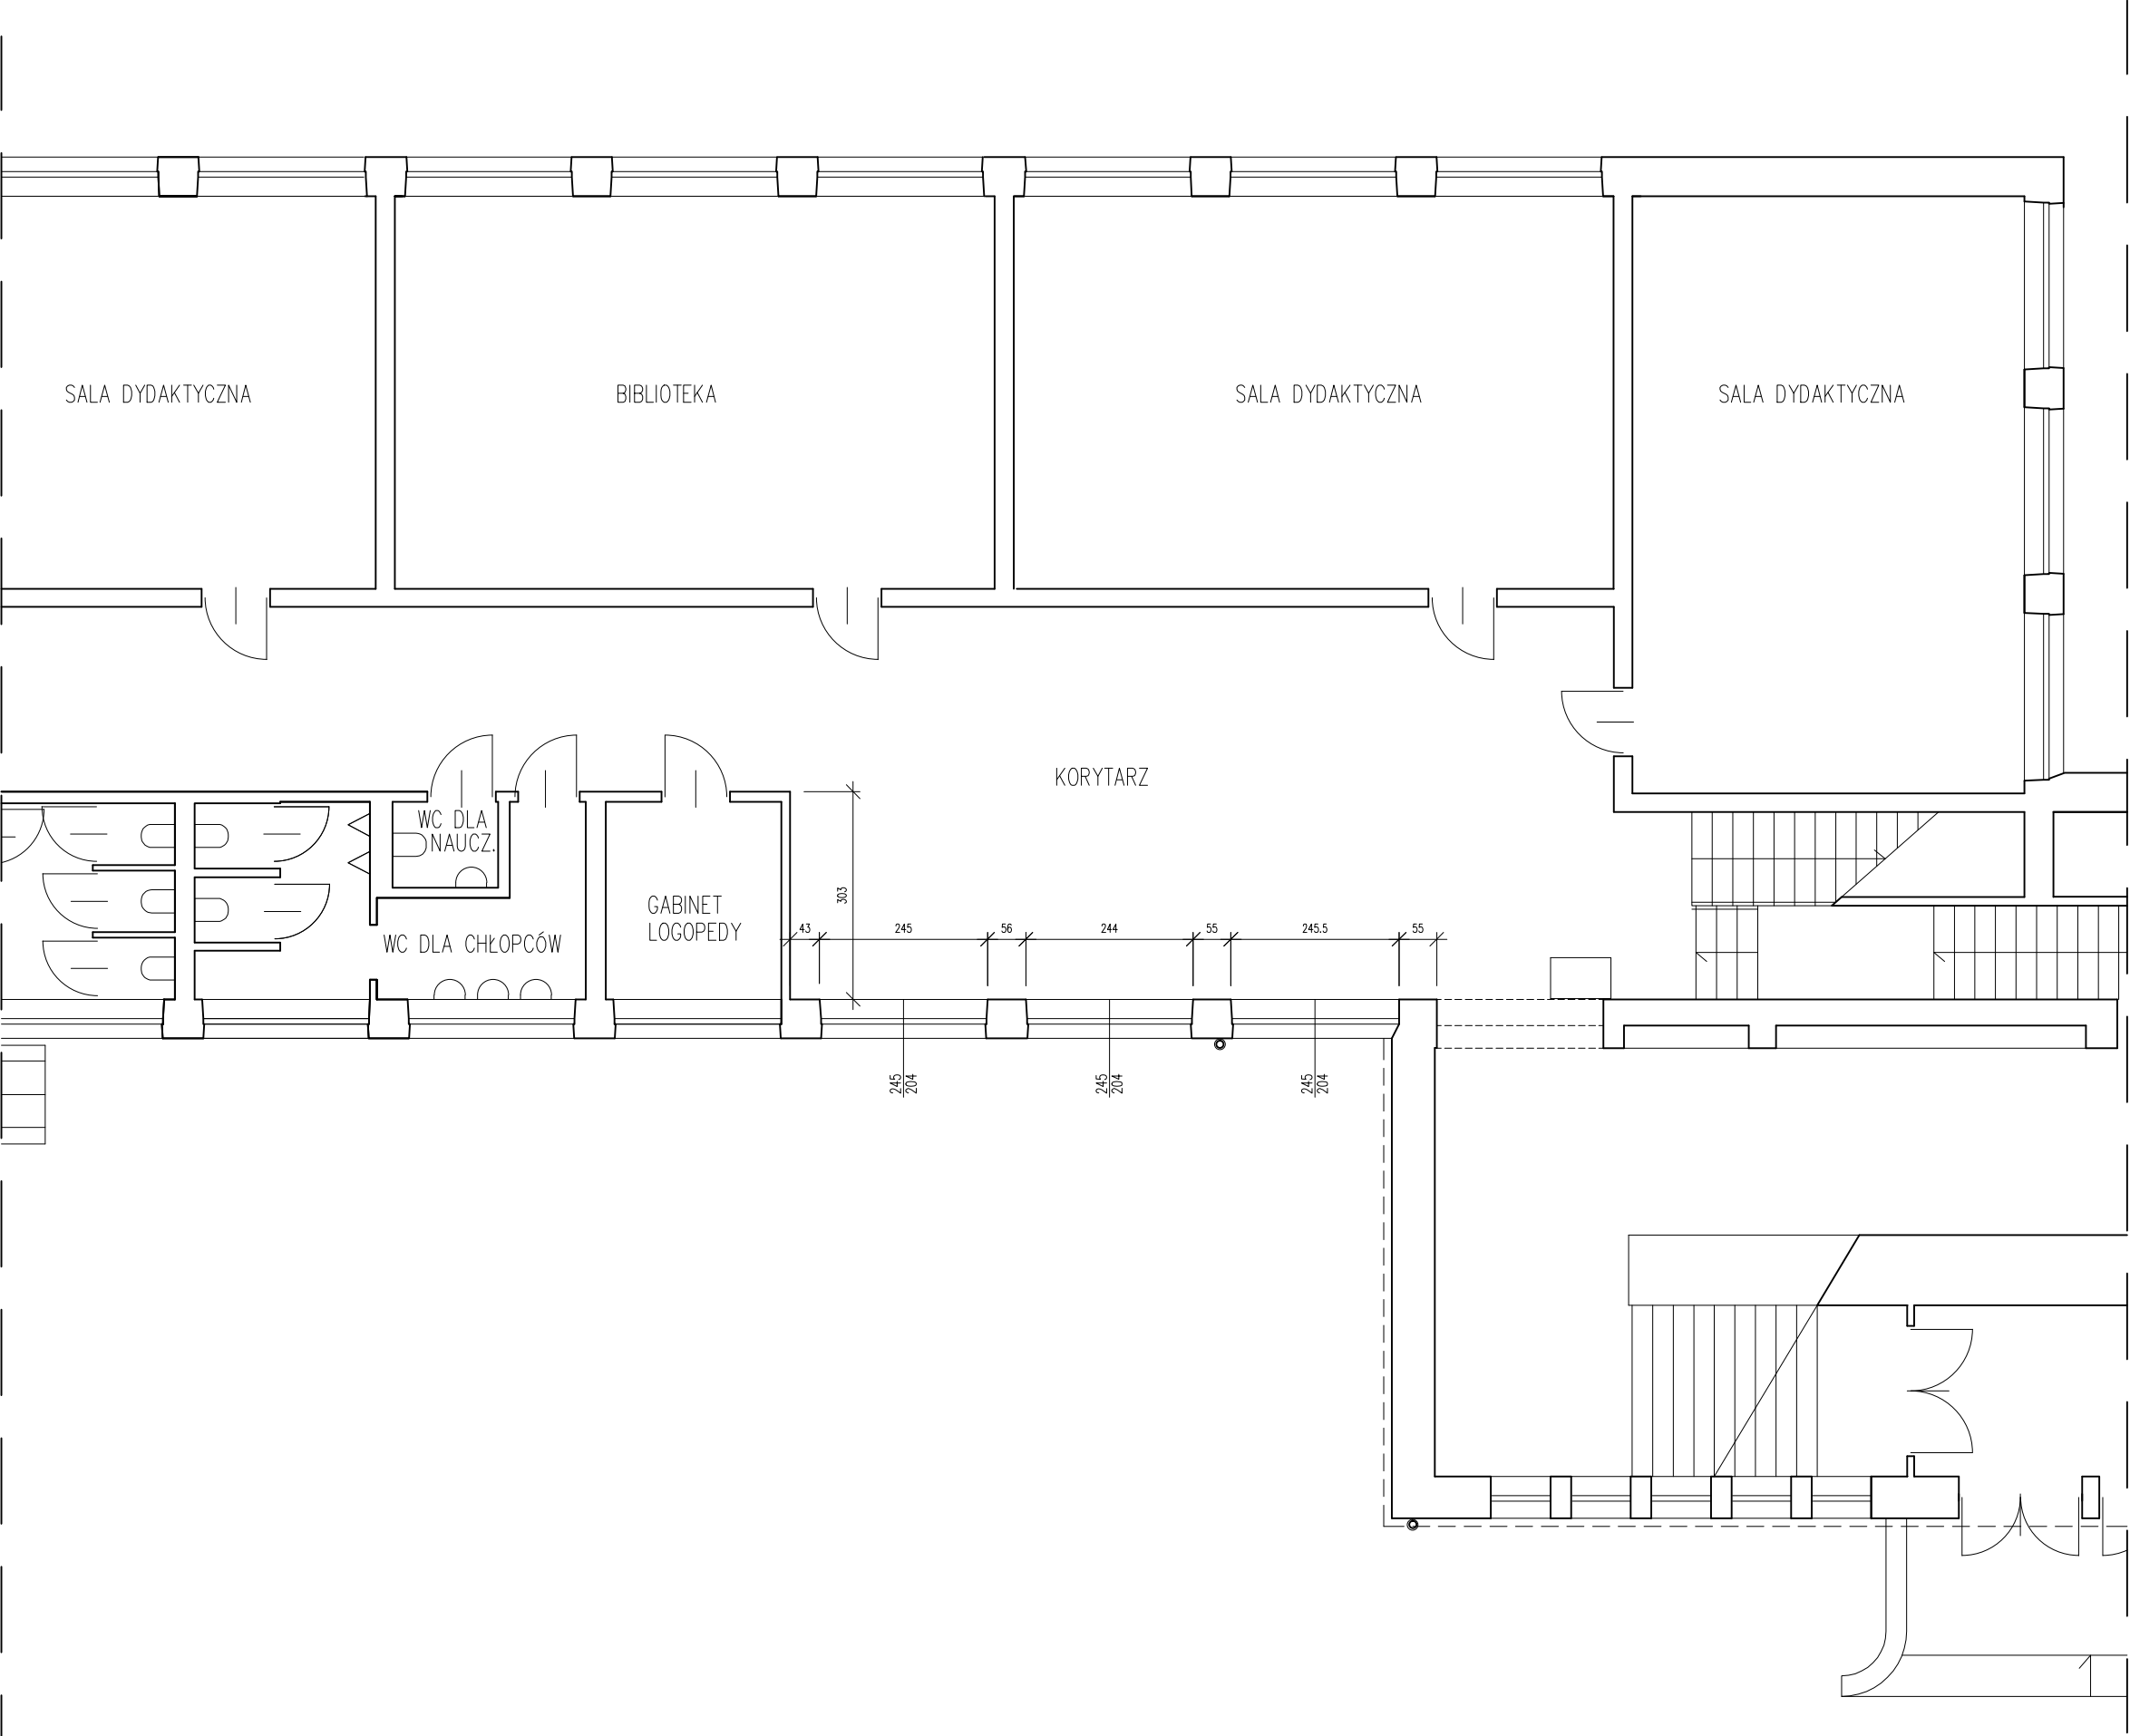 SALA DYDAKTYCZNA
BIBLIOTEKA
SALA DYDAKTYCZNA
SALA DYDAKTYCZNA
KORYTARZ
WC DLA
NAUCZ.
GABINET
LOGOPEDY
WC DLA CHŁOPCÓW
303
43
245
56
244
55
245.5
55
245
204
245
204
245
204